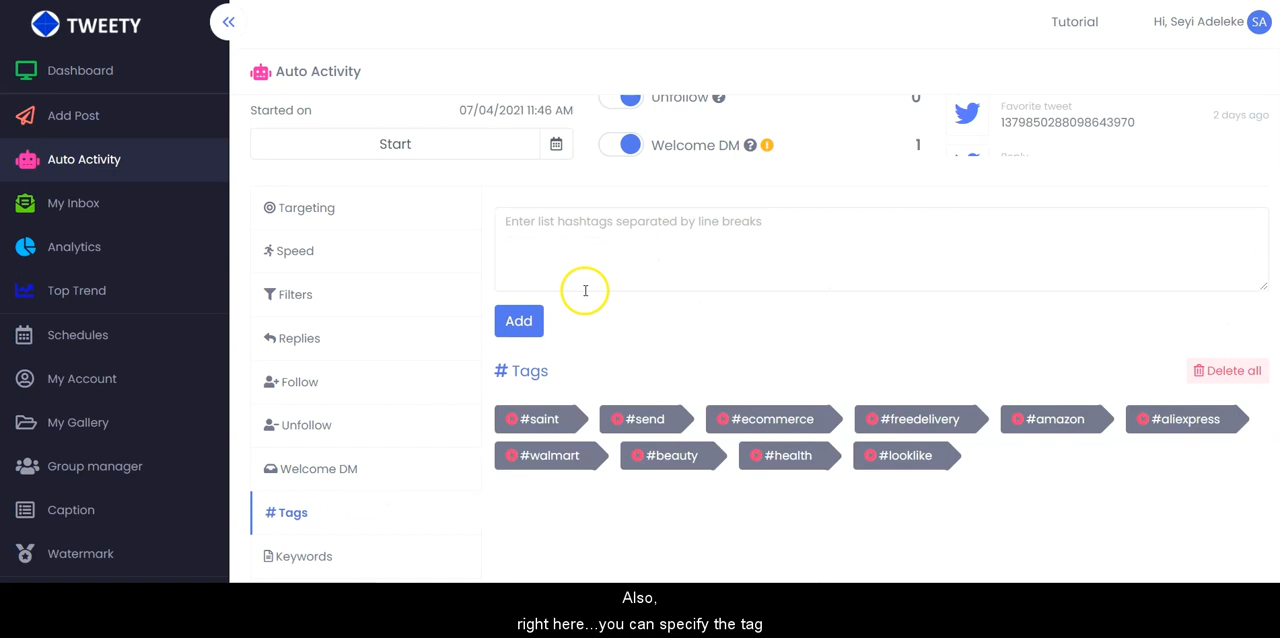 TWEETY
Tutorial
Hi, Seyi Adeleke SA
Dashboard
Add Post
Auto Activity
My Inbox
Analytics
Top Trend
Schedules
My Account
My Gallery
Group manager
Caption
Watermark
Auto Activity
Started on 07/04/2021 11:46 AM
Start
Unfollow 0
Welcome DM 1
Favorite tweet
1379850288098643970
2 days ago
Reply
Targeting
Speed
Filters
Replies
Follow
Unfollow
Welcome DM
# Tags
Keywords
Enter list hashtags separated by line breaks
Add
# Tags
Delete all
#saint #send #ecommerce #freedelivery #amazon #aliexpress
#walmart #beauty #health #looklike
Also,
right here...you can specify the tag